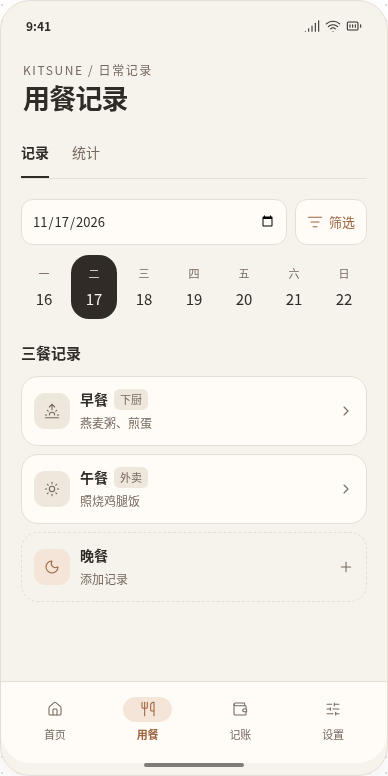 9:41
KITSUNE / 日常记录
用餐记录
记录 统计
11/17/2026 筛选
一 二 三 四 五 六 日
16 17 18 19 20 21 22
三餐记录
早餐 下厨
燕麦粥、煎蛋
午餐 外卖
照烧鸡腿饭
晚餐
添加记录
首页 用餐 记账 设置